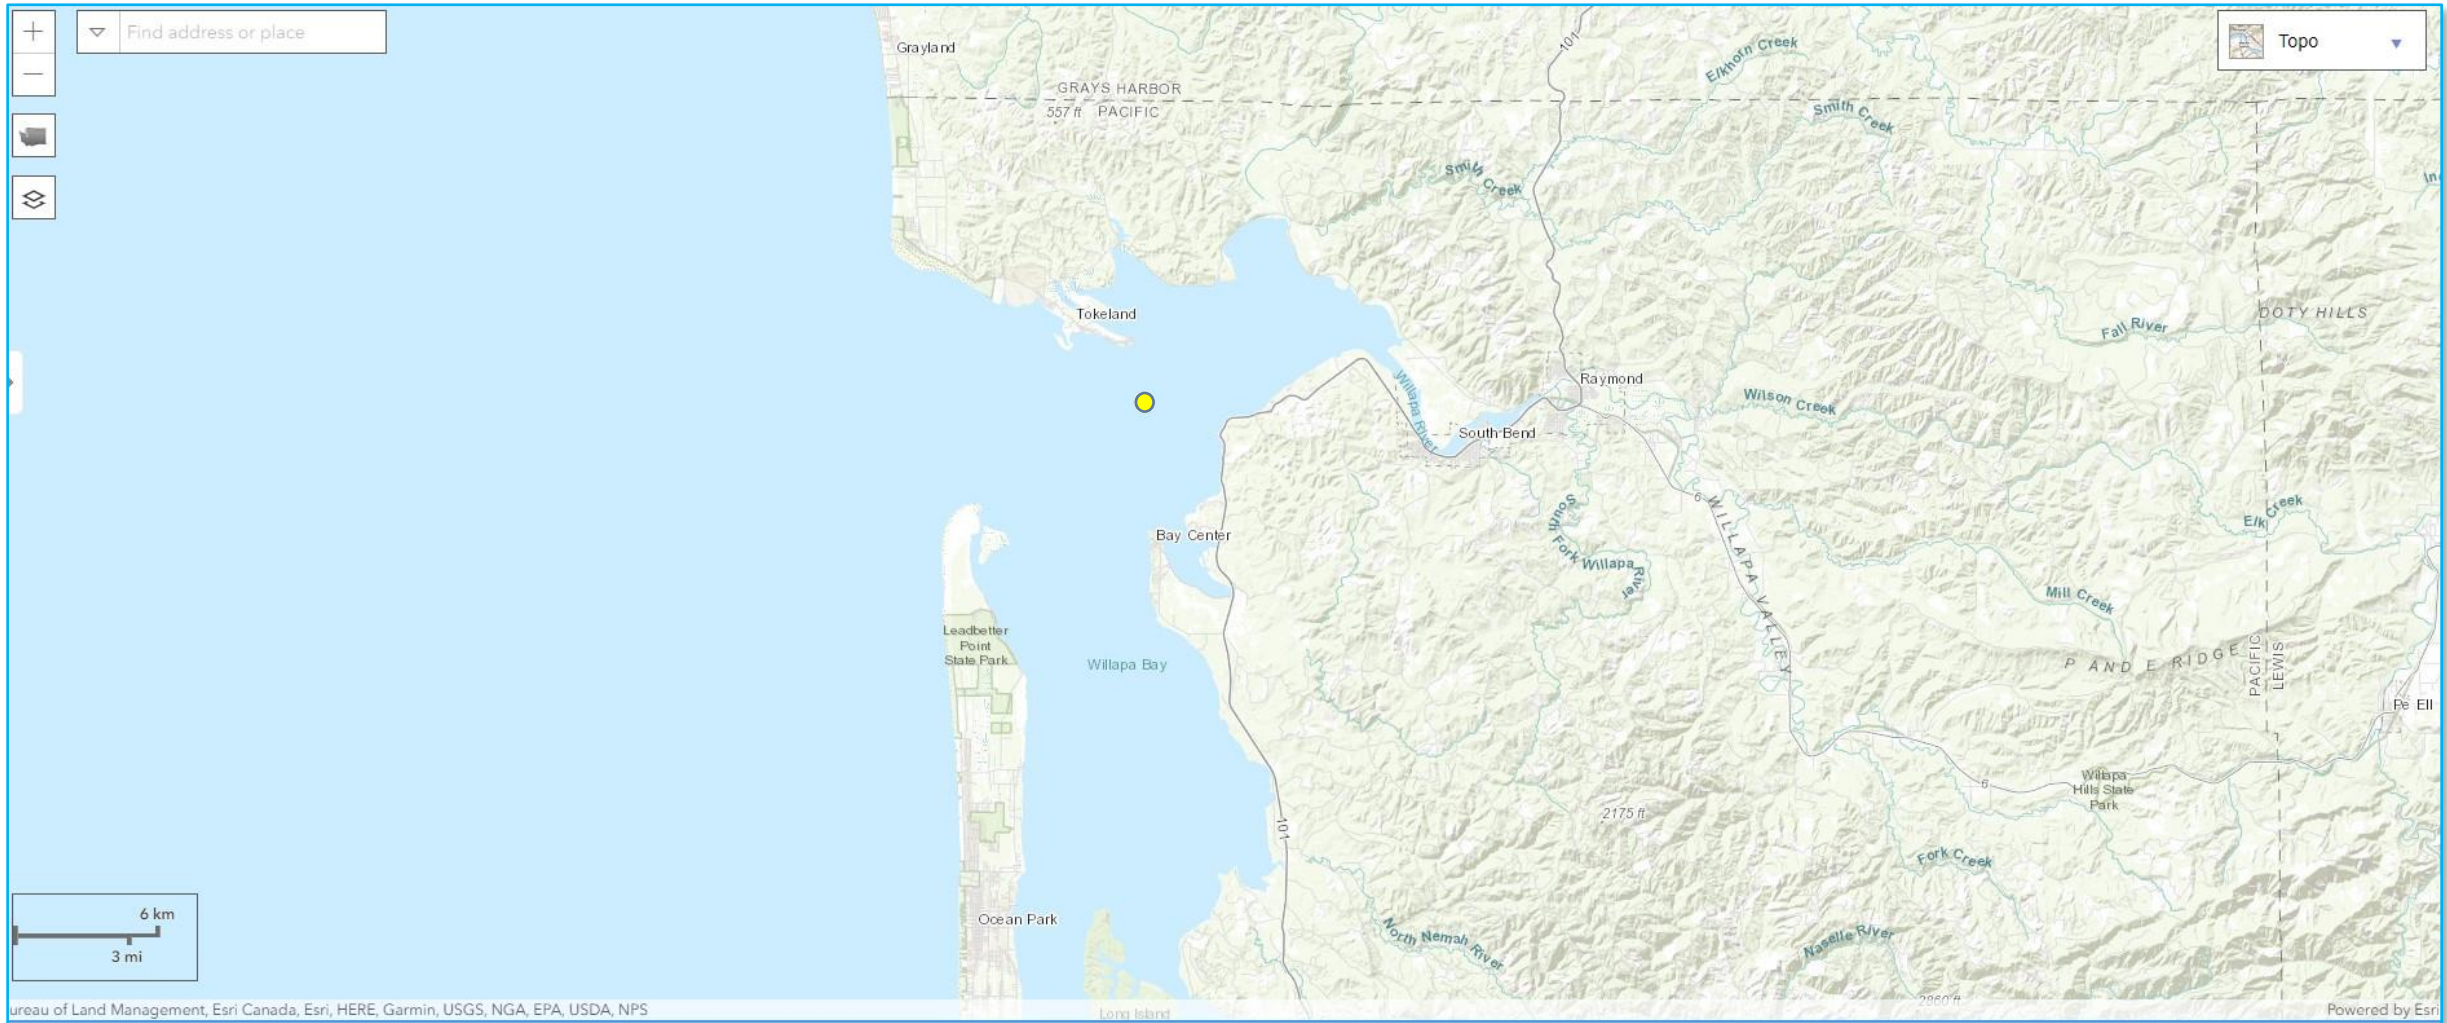 Find address or place
Topo
Grayland
101
Elkhorn Creek
GRAYS HARBOR
557 ft PACIFIC
Smith Creek
Smith Creek
In
Tokeland
DOTY HILLS
Fall River
Raymond
Willapa River
Wilson Creek
South Bend
6
South Fork Willapa River
WILLAPA VALLEY
Elk Creek
Bay Center
Mill Creek
Leadbetter
Point
State Park
Willapa Bay
P AND E RIDGE
PACIFIC
LEWIS
Pe Ell
6
Willapa
Hills State
Park
2175 ft
101
Fork Creek
6 km
3 mi
Ocean Park
North Nemah River
Naselle River
2860 ft
ureau of Land Management, Esri Canada, Esri, HERE, Garmin, USGS, NGA, EPA, USDA, NPS
Long Island
Powered by Esri